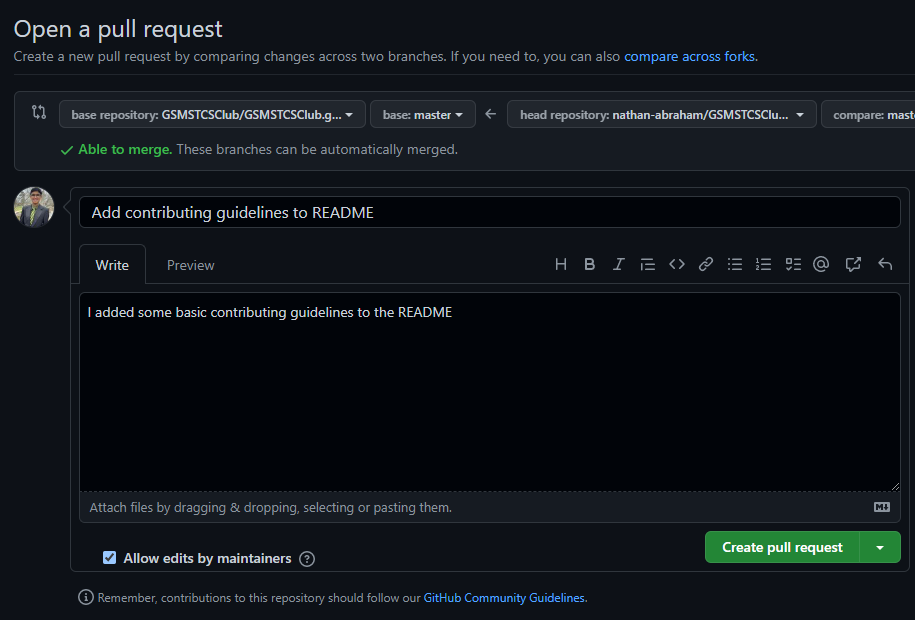 Open a pull request
Create a new pull request by comparing changes across two branches. If you need to, you can also compare across forks.
base repository: GSMSTCSClub/GSMSTCSClub.g... base: master head repository: nathan-abraham/GSMSTCSClu... compare: mast
Able to merge. These branches can be automatically merged.
Add contributing guidelines to README
Write Preview
I added some basic contributing guidelines to the README
Attach files by dragging & dropping, selecting or pasting them.
Allow edits by maintainers
Create pull request
Remember, contributions to this repository should follow our GitHub Community Guidelines.